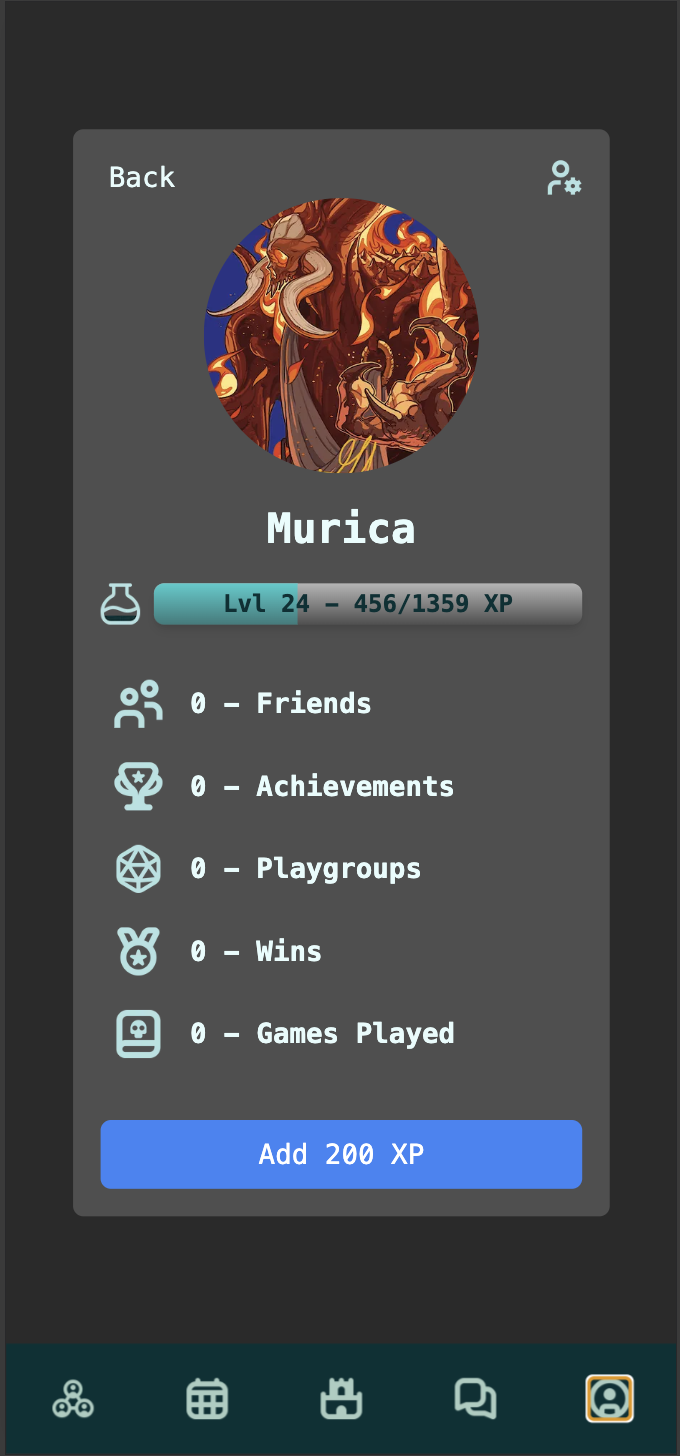 Back
Murica
Lvl 24 – 456/1359 XP
0 – Friends
0 – Achievements
0 – Playgroups
0 – Wins
0 – Games Played
Add 200 XP